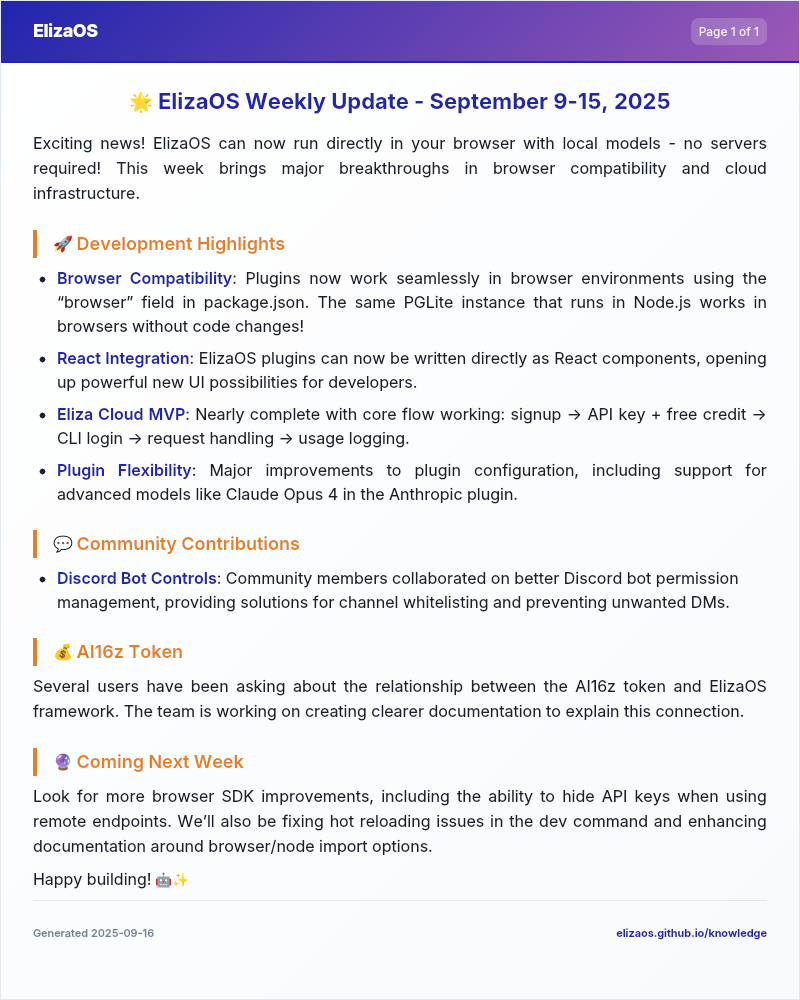 ElizaOS
Page 1 of 1
🌟 ElizaOS Weekly Update - September 9-15, 2025
Exciting news! ElizaOS can now run directly in your browser with local models - no servers
required! This week brings major breakthroughs in browser compatibility and cloud
infrastructure.
🚀 Development Highlights
• Browser Compatibility: Plugins now work seamlessly in browser environments using the
“browser” field in package.json. The same PGLite instance that runs in Node.js works in
browsers without code changes!
• React Integration: ElizaOS plugins can now be written directly as React components, opening
up powerful new UI possibilities for developers.
• Eliza Cloud MVP: Nearly complete with core flow working: signup → API key + free credit →
CLI login → request handling → usage logging.
• Plugin Flexibility: Major improvements to plugin configuration, including support for
advanced models like Claude Opus 4 in the Anthropic plugin.
💬 Community Contributions
• Discord Bot Controls: Community members collaborated on better Discord bot permission
management, providing solutions for channel whitelisting and preventing unwanted DMs.
💰 AI16z Token
Several users have been asking about the relationship between the AI16z token and ElizaOS
framework. The team is working on creating clearer documentation to explain this connection.
🔮 Coming Next Week
Look for more browser SDK improvements, including the ability to hide API keys when using
remote endpoints. We’ll also be fixing hot reloading issues in the dev command and enhancing
documentation around browser/node import options.
Happy building! 🤖✨
Generated 2025-09-16
elizaos.github.io/knowledge